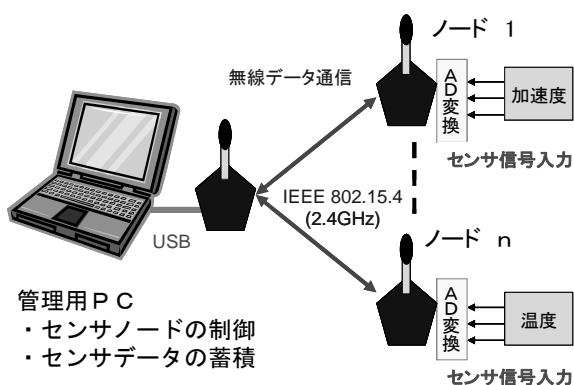 ノード 1
無線データ通信
AD変換
加速度
センサ信号入力
IEEE 802.15.4
(2.4GHz)
USB
ノード n
AD変換
温度
センサ信号入力
管理用ＰＣ
・センサノードの制御
・センサデータの蓄積